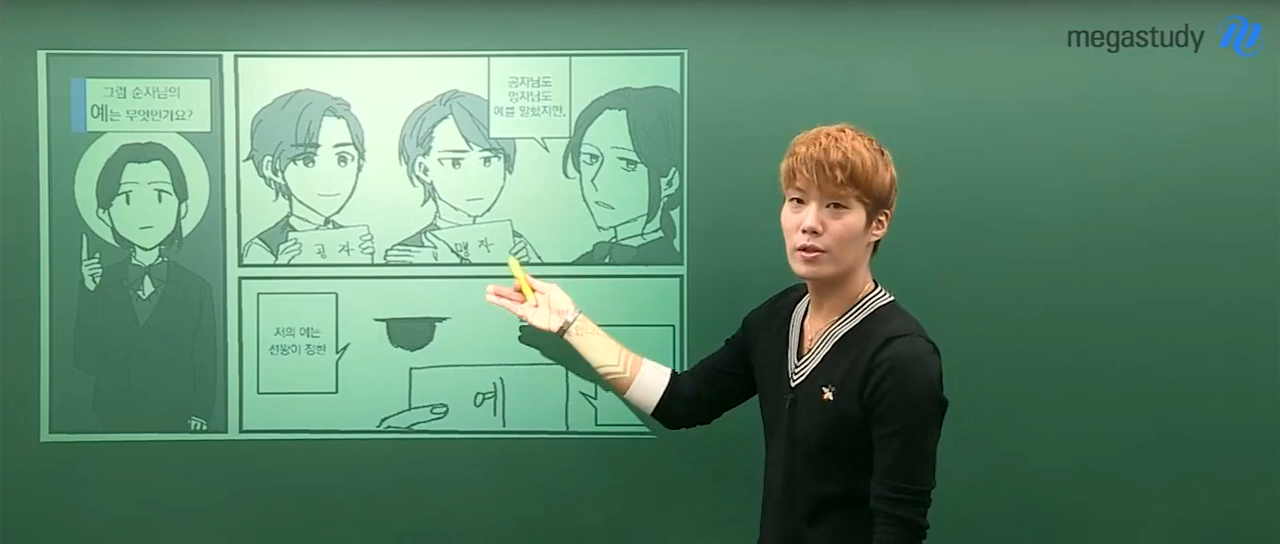 megastudy
그럼 순자님의
예는 무엇인가요?
공자님도
맹자님도
예를 말했지만,
공자
맹자
저의 예는
선왕이 정한
예